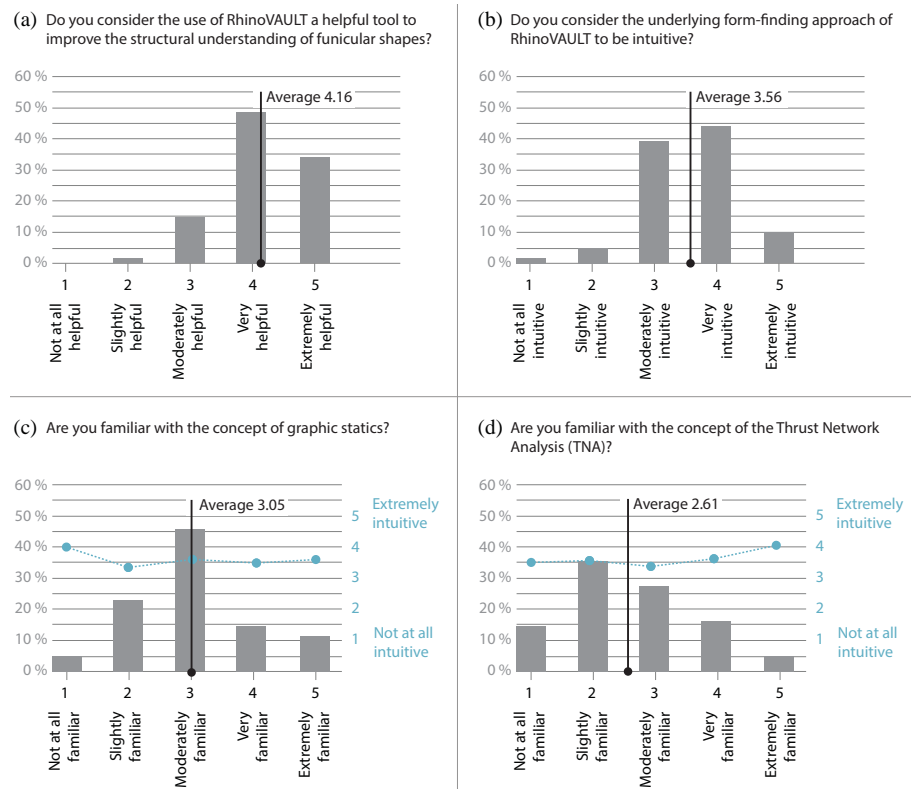 (a) Do you consider the use of RhinoVAULT a helpful tool to
improve the structural understanding of funicular shapes?
60 %
50 %
40 %
30 %
20 %
10 %
0 %
Average 4.16
1
2
3
4
5
Not at all
helpful
Slightly
helpful
Moderately
helpful
Very
helpful
Extremely
helpful
(b) Do you consider the underlying form-finding approach of
RhinoVAULT to be intuitive?
60 %
50 %
40 %
30 %
20 %
10 %
0 %
Average 3.56
1
2
3
4
5
Not at all
intuitive
Slightly
intuitive
Moderately
intuitive
Very
intuitive
Extremely
intuitive
(c) Are you familiar with the concept of graphic statics?
60 %
50 %
40 %
30 %
20 %
10 %
0 %
Average 3.05
5 Extremely
intuitive
4
3
2
1 Not at all
intuitive
1
2
3
4
5
Not at all
familiar
Slightly
familiar
Moderately
familiar
Very
familiar
Extremely
familiar
(d) Are you familiar with the concept of the Thrust Network
Analysis (TNA)?
60 %
50 %
40 %
30 %
20 %
10 %
0 %
Average 2.61
5 Extremely
intuitive
4
3
2
1 Not at all
intuitive
1
2
3
4
5
Not at all
familiar
Slightly
familiar
Moderately
familiar
Very
familiar
Extremely
familiar